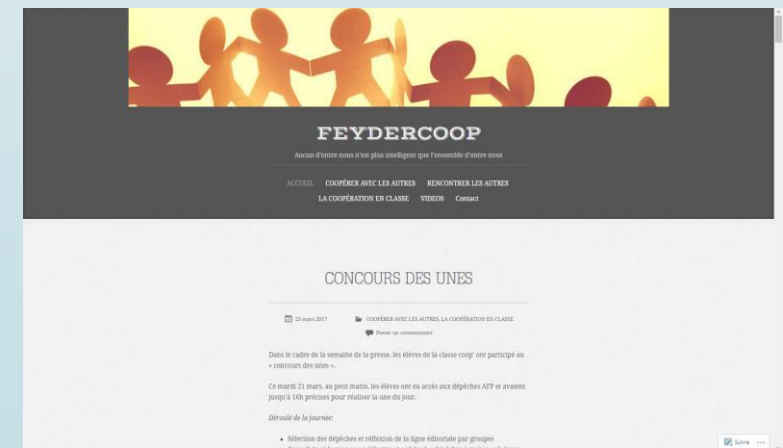 FEYDERCOOP
Aucun d'entre nous n'est plus intelligent que l'ensemble d'entre nous
ACCUEIL COOPÉRER AVEC LES AUTRES RENCONTRER LES AUTRES
LA COOPÉRATION EN CLASSE VIDEOS Contact
CONCOURS DES UNES
23 mars 2017 COOPÉRER AVEC LES AUTRES, LA COOPÉRATION EN CLASSE
Poster un commentaire
Dans le cadre de la semaine de la presse, les élèves de la classe coop' ont participé au
« concours des unes ».
Ce mardi 21 mars, au petit matin, les élèves ont eu accès aux dépêches AFP et avaient
jusqu'à 16h précises pour réaliser la une du jour.
Déroulé de la journée:
• Sélection des dépêches et réflexion de la ligne éditoriale par groupes
Suivre ...